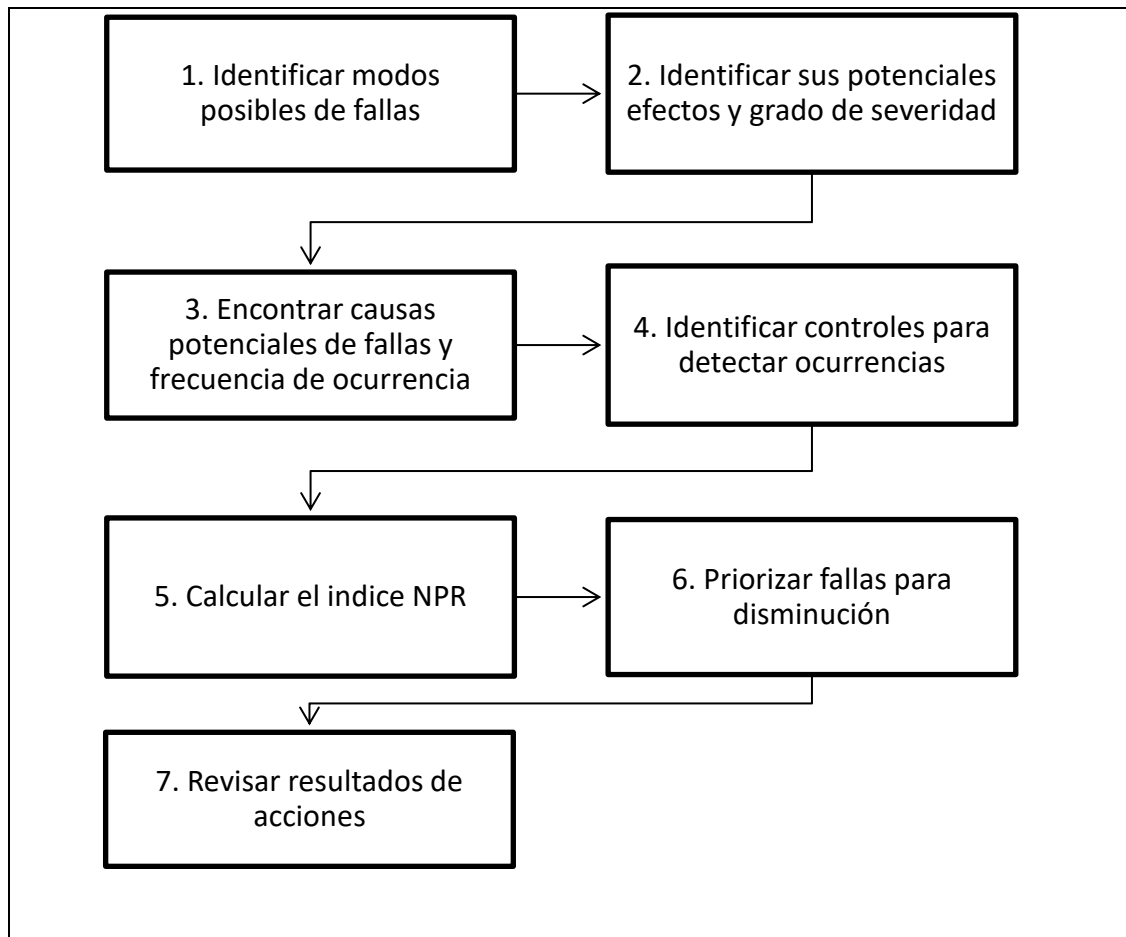 1. Identificar modos
posibles de fallas
2. Identificar sus potenciales
efectos y grado de severidad
3. Encontrar causas
potenciales de fallas y
frecuencia de ocurrencia
4. Identificar controles para
detectar ocurrencias
5. Calcular el indice NPR
6. Priorizar fallas para
disminución
7. Revisar resultados de
acciones